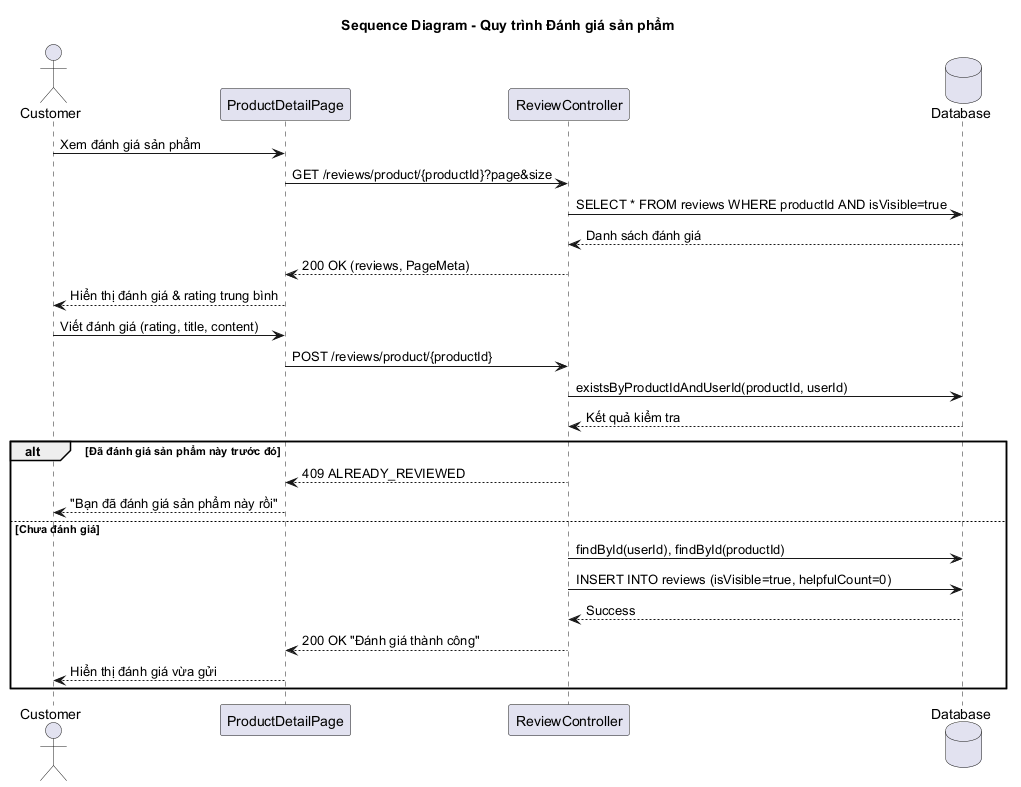 Sequence Diagram - Quy trình Đánh giá sản phẩm
Customer
ProductDetailPage
ReviewController
Database
Xem đánh giá sản phẩm
GET /reviews/product/{productId}?page&size
SELECT * FROM reviews WHERE productId AND isVisible=true
Danh sách đánh giá
200 OK (reviews, PageMeta)
Hiển thị đánh giá & rating trung bình
Viết đánh giá (rating, title, content)
POST /reviews/product/{productId}
existsByProductIdAndUserId(productId, userId)
Kết quả kiểm tra
alt [Đã đánh giá sản phẩm này trước đó]
409 ALREADY_REVIEWED
"Bạn đã đánh giá sản phẩm này rồi"
[Chưa đánh giá]
findById(userId), findById(productId)
INSERT INTO reviews (isVisible=true, helpfulCount=0)
Success
200 OK "Đánh giá thành công"
Hiển thị đánh giá vừa gửi
Customer
ProductDetailPage
ReviewController
Database